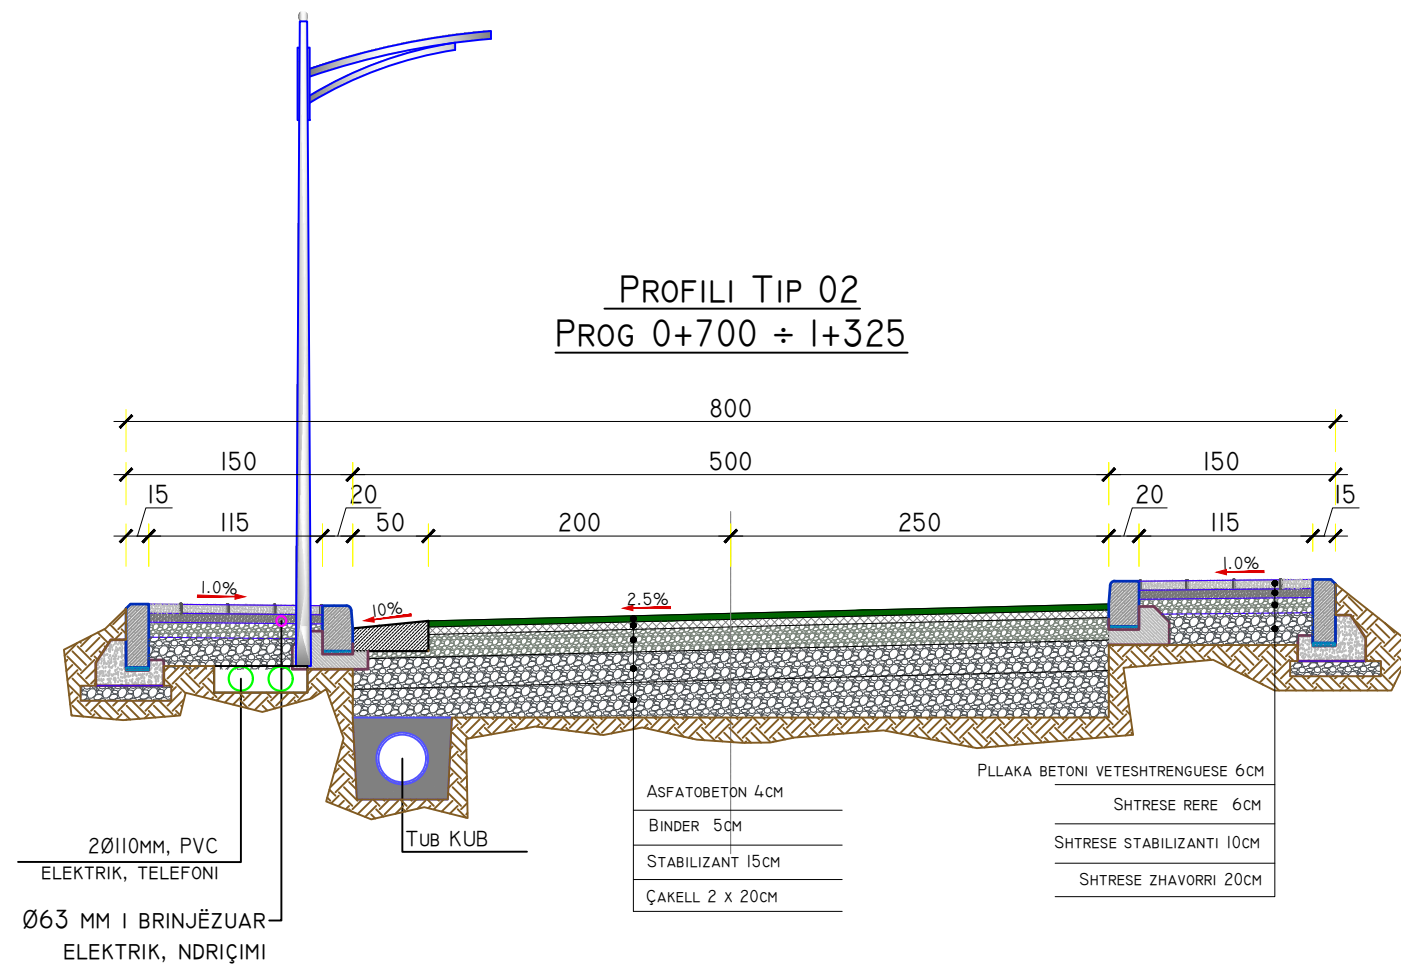 PROFILI TIP 02
PROG 0+700 ÷ 1+325
800
150 500 150
15 20 20 15
115 50 200 250 115
1.0% 10% 2.5% 1.0%
ASFATOBETON 4CM
BINDER 5CM
STABILIZANT 15CM
ÇAKELL 2 X 20CM
PLLAKA BETONI VETESHTRENGUESE 6CM
SHTRESE RERE 6CM
SHTRESE STABILIZANTI 10CM
SHTRESE ZHAVORRI 20CM
TUB KUB
2Ø110MM, PVC
ELEKTRIK, TELEFONI
Ø63 MM I BRINJËZUAR
ELEKTRIK, NDRIÇIMI